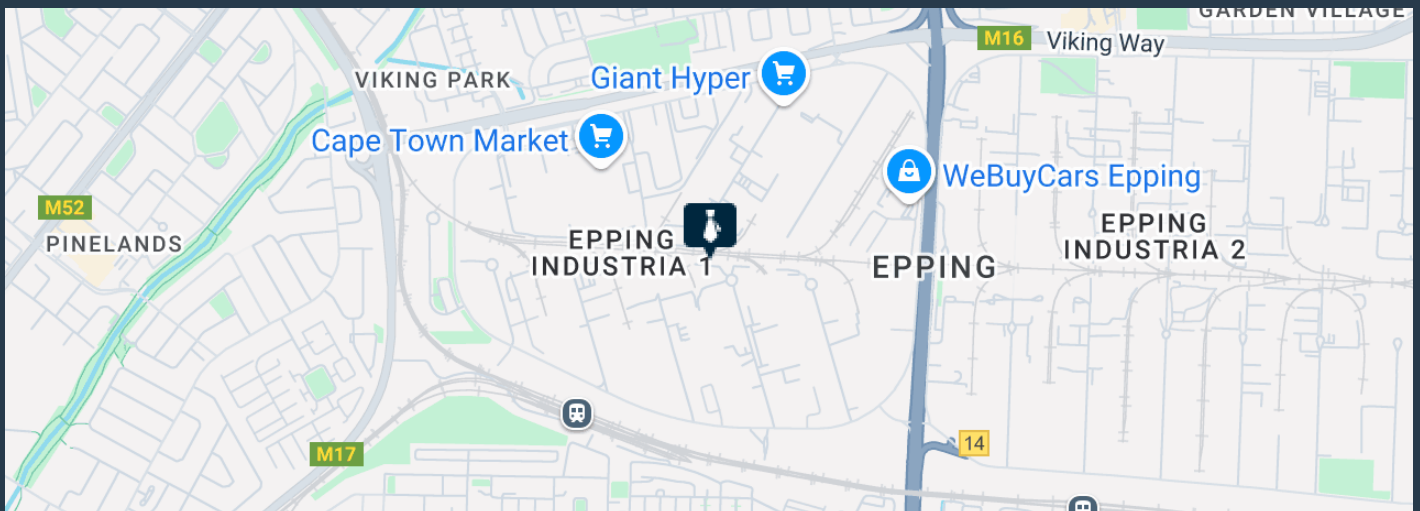 GARDEN VILLAGE
M16
Viking Way
VIKING PARK
Giant Hyper
Cape Town Market
WeBuyCars Epping
M52
PINELANDS
EPPING
INDUSTRIA 1
EPPING
INDUSTRIA 2
EPPING
14
M17